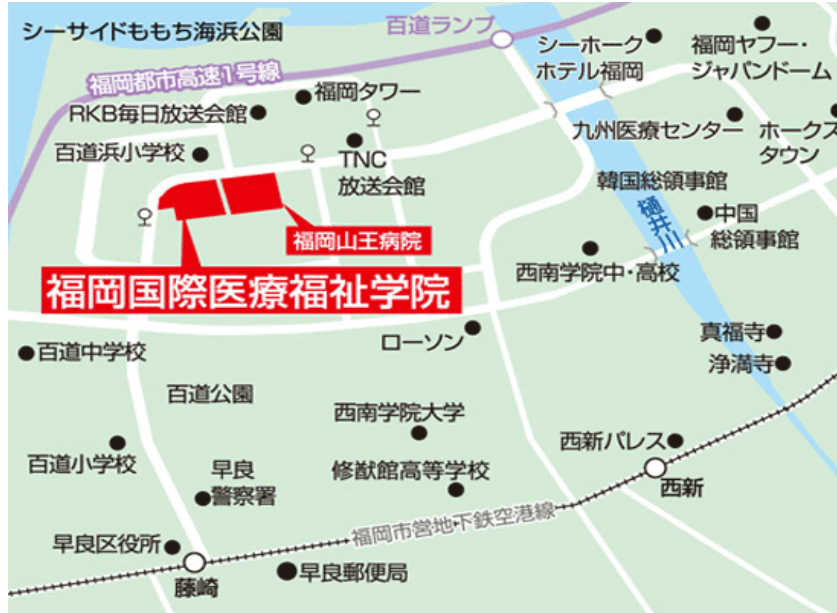 シーサイドももち海浜公園
百道ランプ
シーホーク
ホテル福岡
福岡ヤフー・
ジャパンドーム
福岡都市高速1号線
福岡タワー
RKB毎日放送会館
九州医療センター
ホークス
タウン
百道浜小学校
TNC
放送会館
韓国総領事館
樋井川
中国
総領事館
福岡山王病院
西南学院中・高校
福岡国際医療福祉学院
ローソン
真福寺
浄満寺
百道中学校
百道公園
西南学院大学
西新パレス
百道小学校
早良
警察署
修猷館高等学校
西新
福岡市営地下鉄空港線
早良区役所
藤崎
早良郵便局